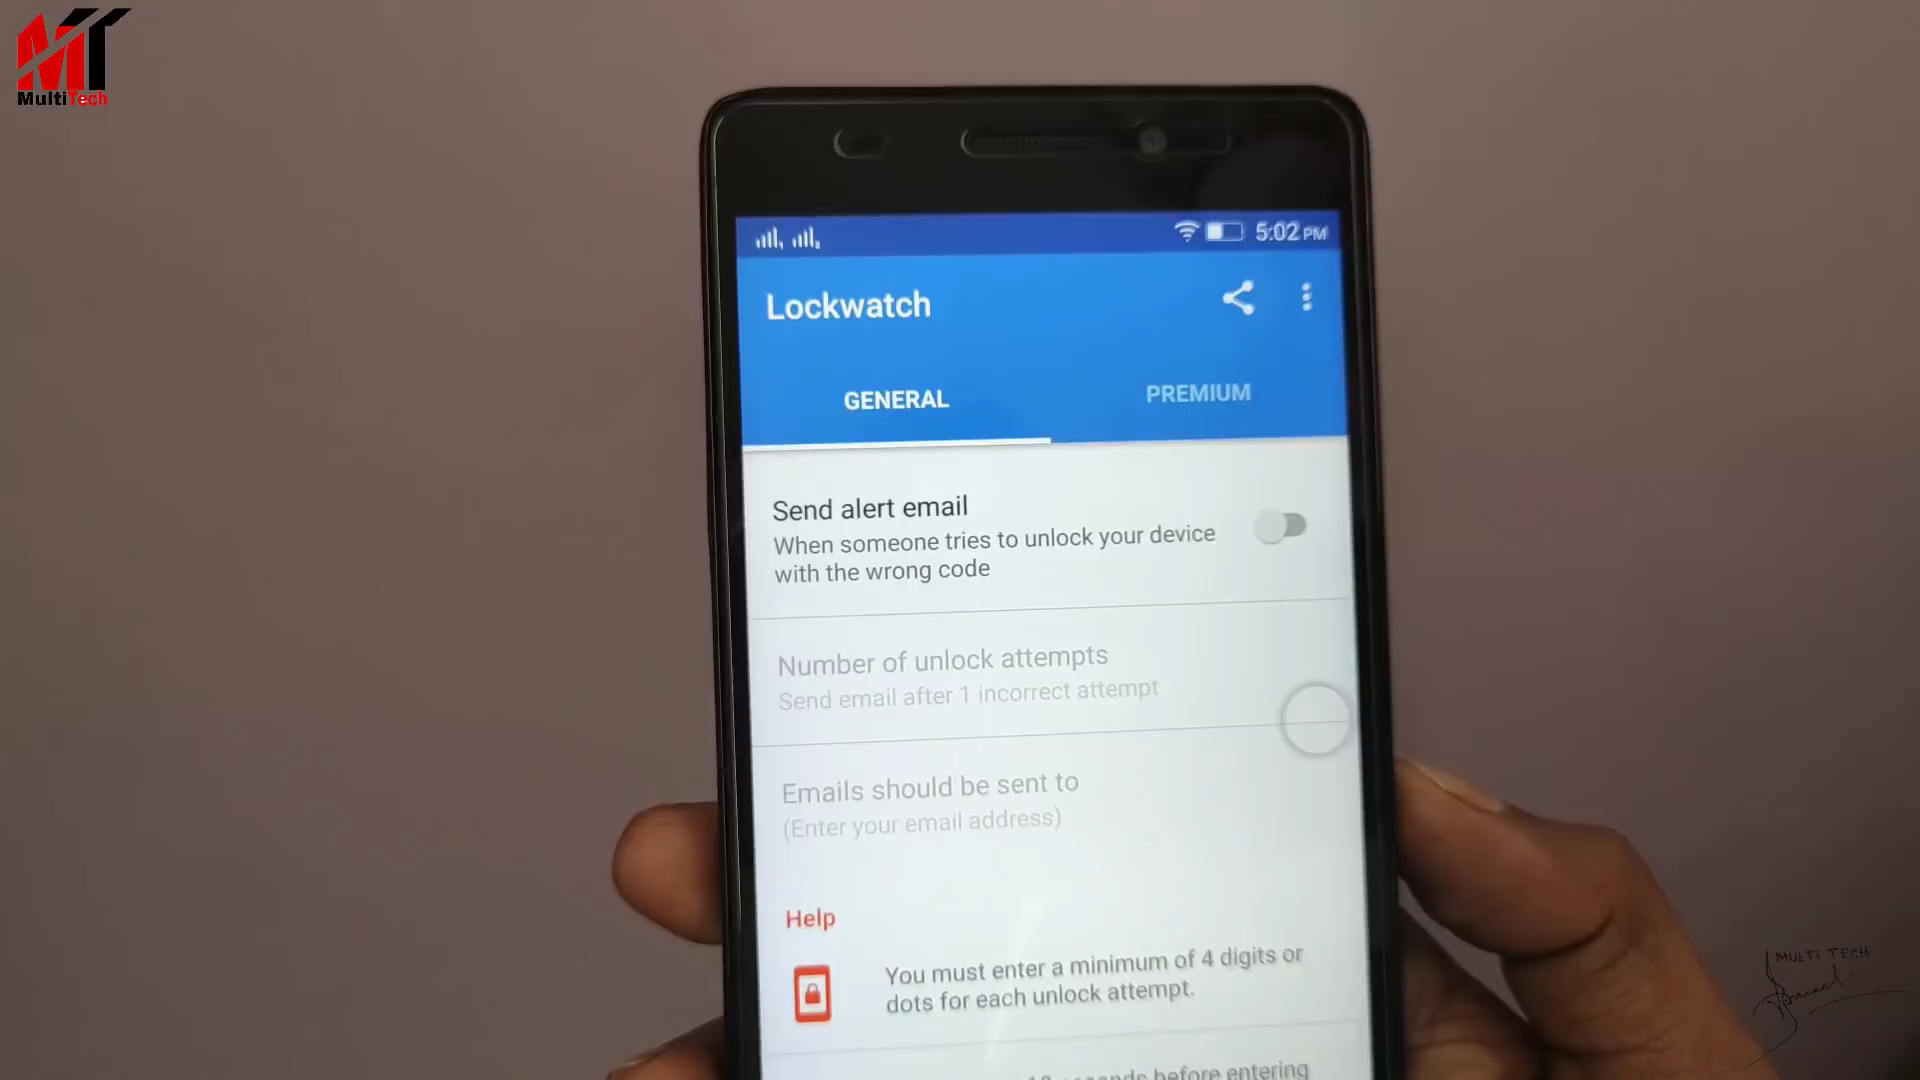 MT
MultiTech
5:02 PM
Lockwatch
GENERAL
PREMIUM
Send alert email
When someone tries to unlock your device
with the wrong code
Number of unlock attempts
Send email after 1 incorrect attempt
Emails should be sent to
(Enter your email address)
Help
You must enter a minimum of 4 digits or
dots for each unlock attempt.
seconds before entering
MULTI TECH